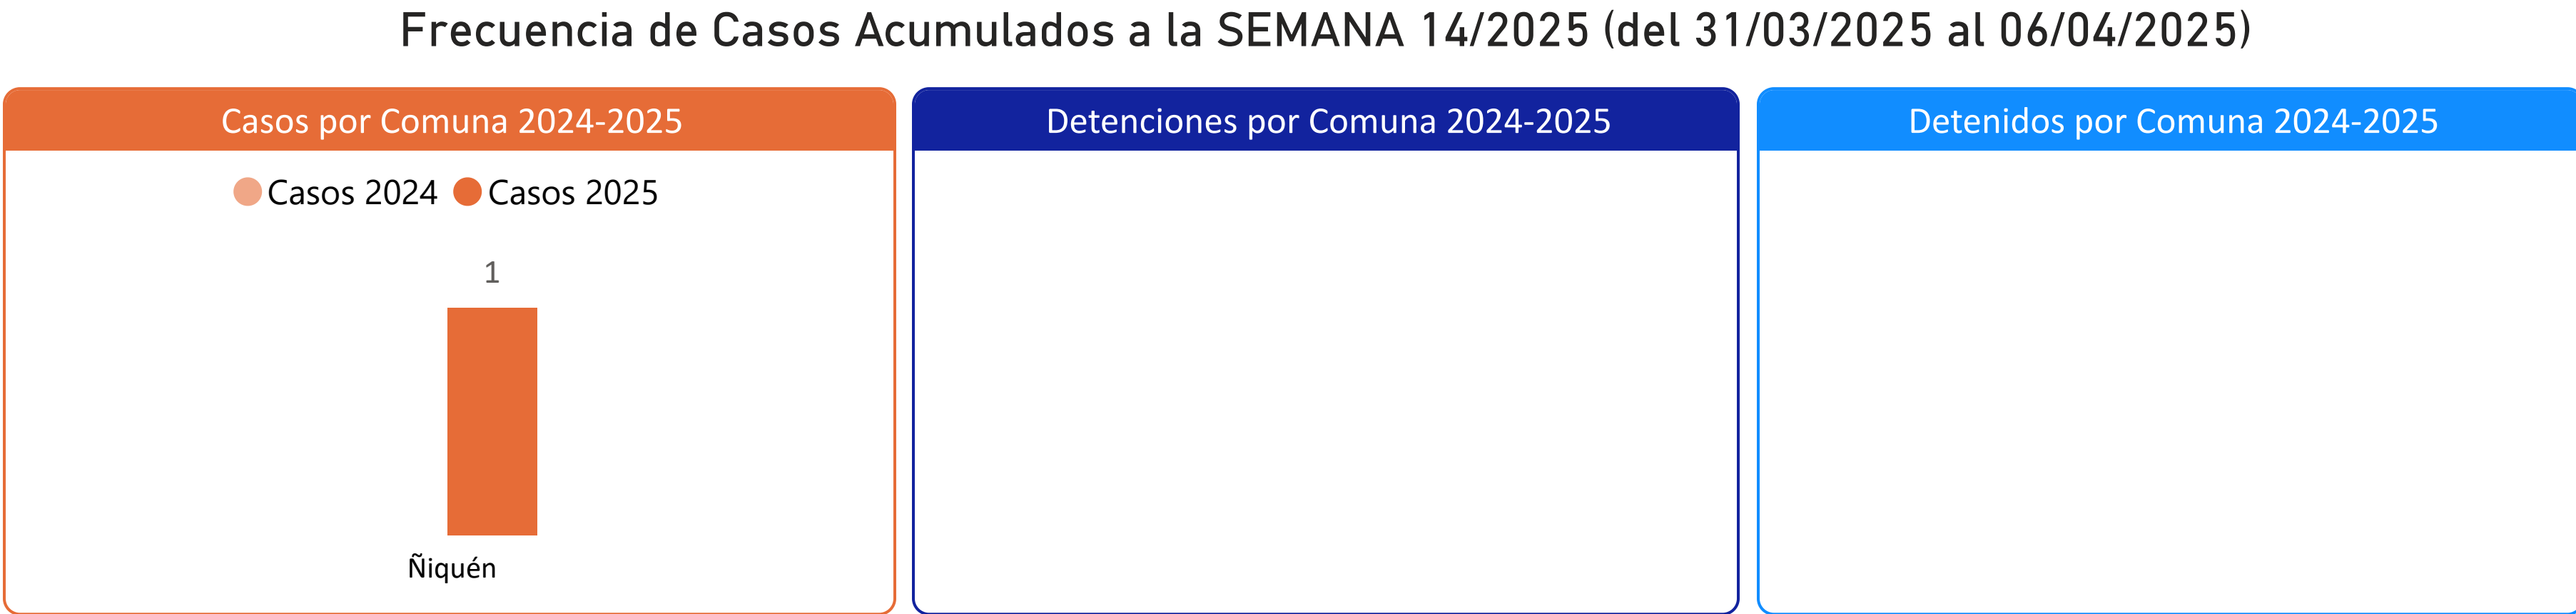 Frecuencia de Casos Acumulados a la SEMANA 14/2025 (del 31/03/2025 al 06/04/2025)
Casos por Comuna 2024-2025
Casos 2024 Casos 2025
1
Ñiquén
Detenciones por Comuna 2024-2025
Detenidos por Comuna 2024-2025